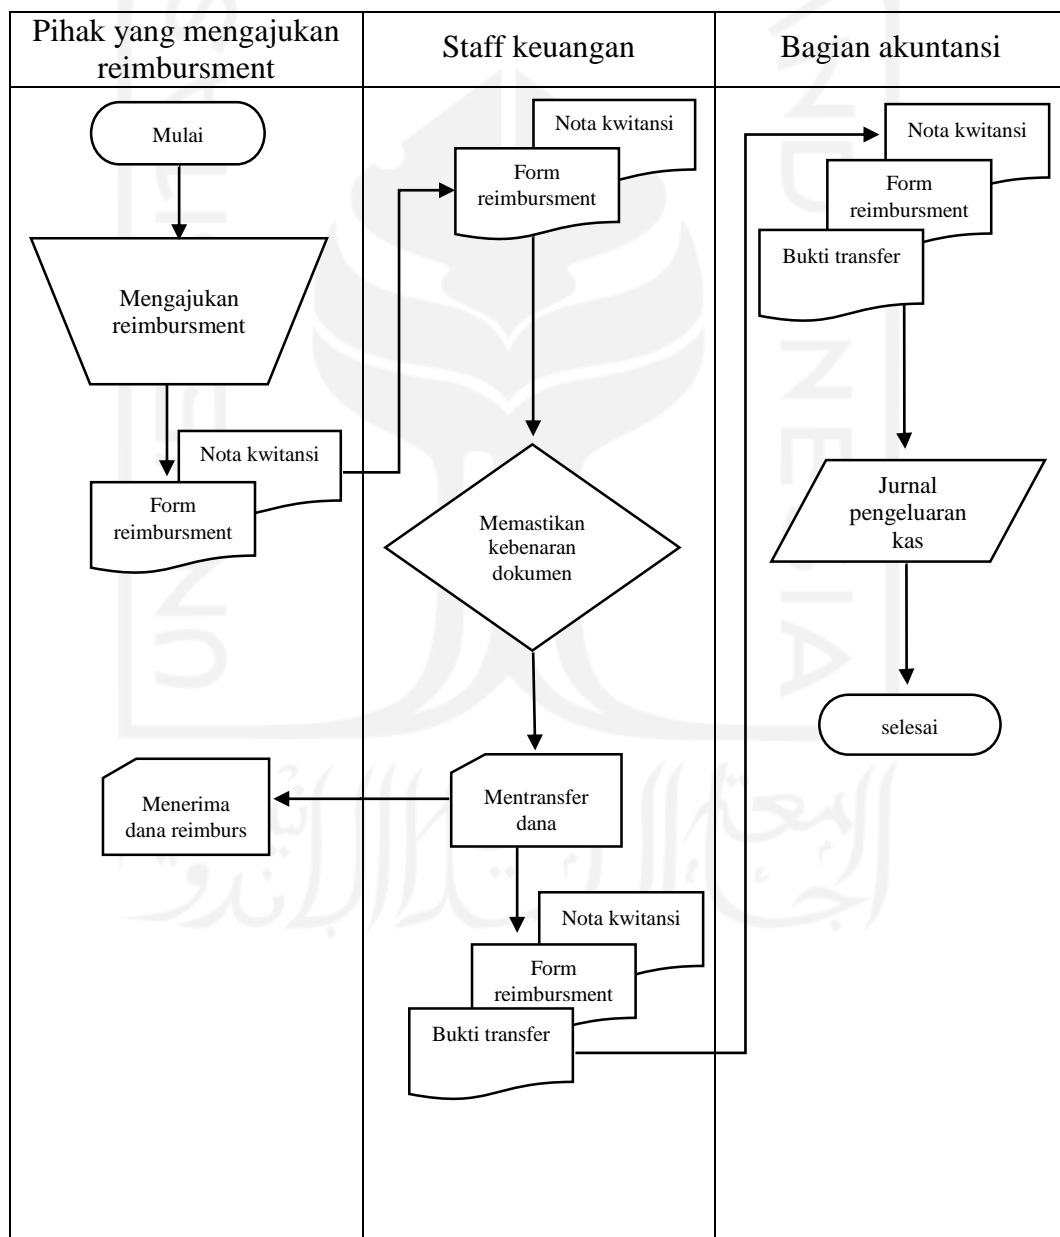 Pihak yang mengajukan
reimbursment
Staff keuangan
Bagian akuntansi
Mulai
Mengajukan
reimbursment
Nota kwitansi
Form
reimbursment
Nota kwitansi
Form
reimbursment
Memastikan
kebenaran
dokumen
Mentransfer
dana
Menerima
dana reimburs
Nota kwitansi
Form
reimbursment
Bukti transfer
Nota kwitansi
Form
reimbursment
Bukti transfer
Jurnal
pengeluaran
kas
selesai